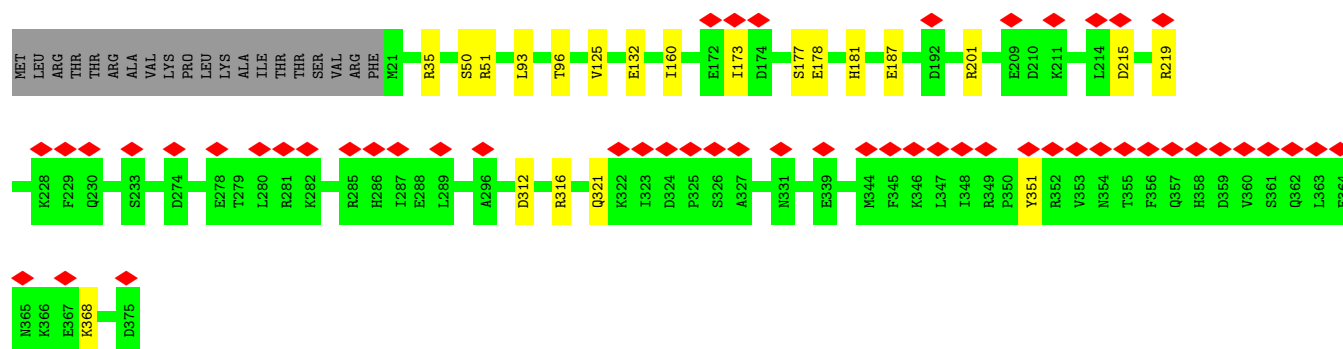 MET LEU ARG THR THR ARG ALA VAL LYS PRO LEU LYS ALA ILE THR THR SER VAL ARG PHE M21 R35 S50 R51 L93 T96 V125 E132 I160 E172 I173 D174 S177 E178 H181 E187 D192 R201 E209 D210 K211 L214 D215 R219
K228 F229 Q230 S233 D274 E278 T279 L280 R281 K282 R285 H286 I287 E288 L289 A296 D312 R316 Q321 K322 I323 D324 P325 S326 A327 N331 E339 M344 F345 K346 L347 I348 R349 P350 Y351 R352 V353 N354 T355 F356 Q357 H358 D359 V360 S361 Q362 L363 E364
N365 K366 E367 K368 D375